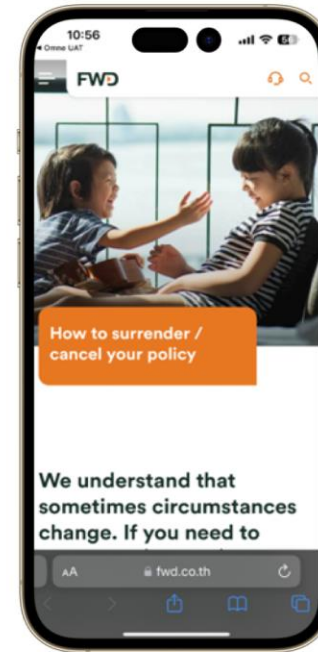 10:56
Omne UAT
FWD
How to surrender /
cancel your policy
We understand that
sometimes circumstances
change. If you need to
AA
fwd.co.th